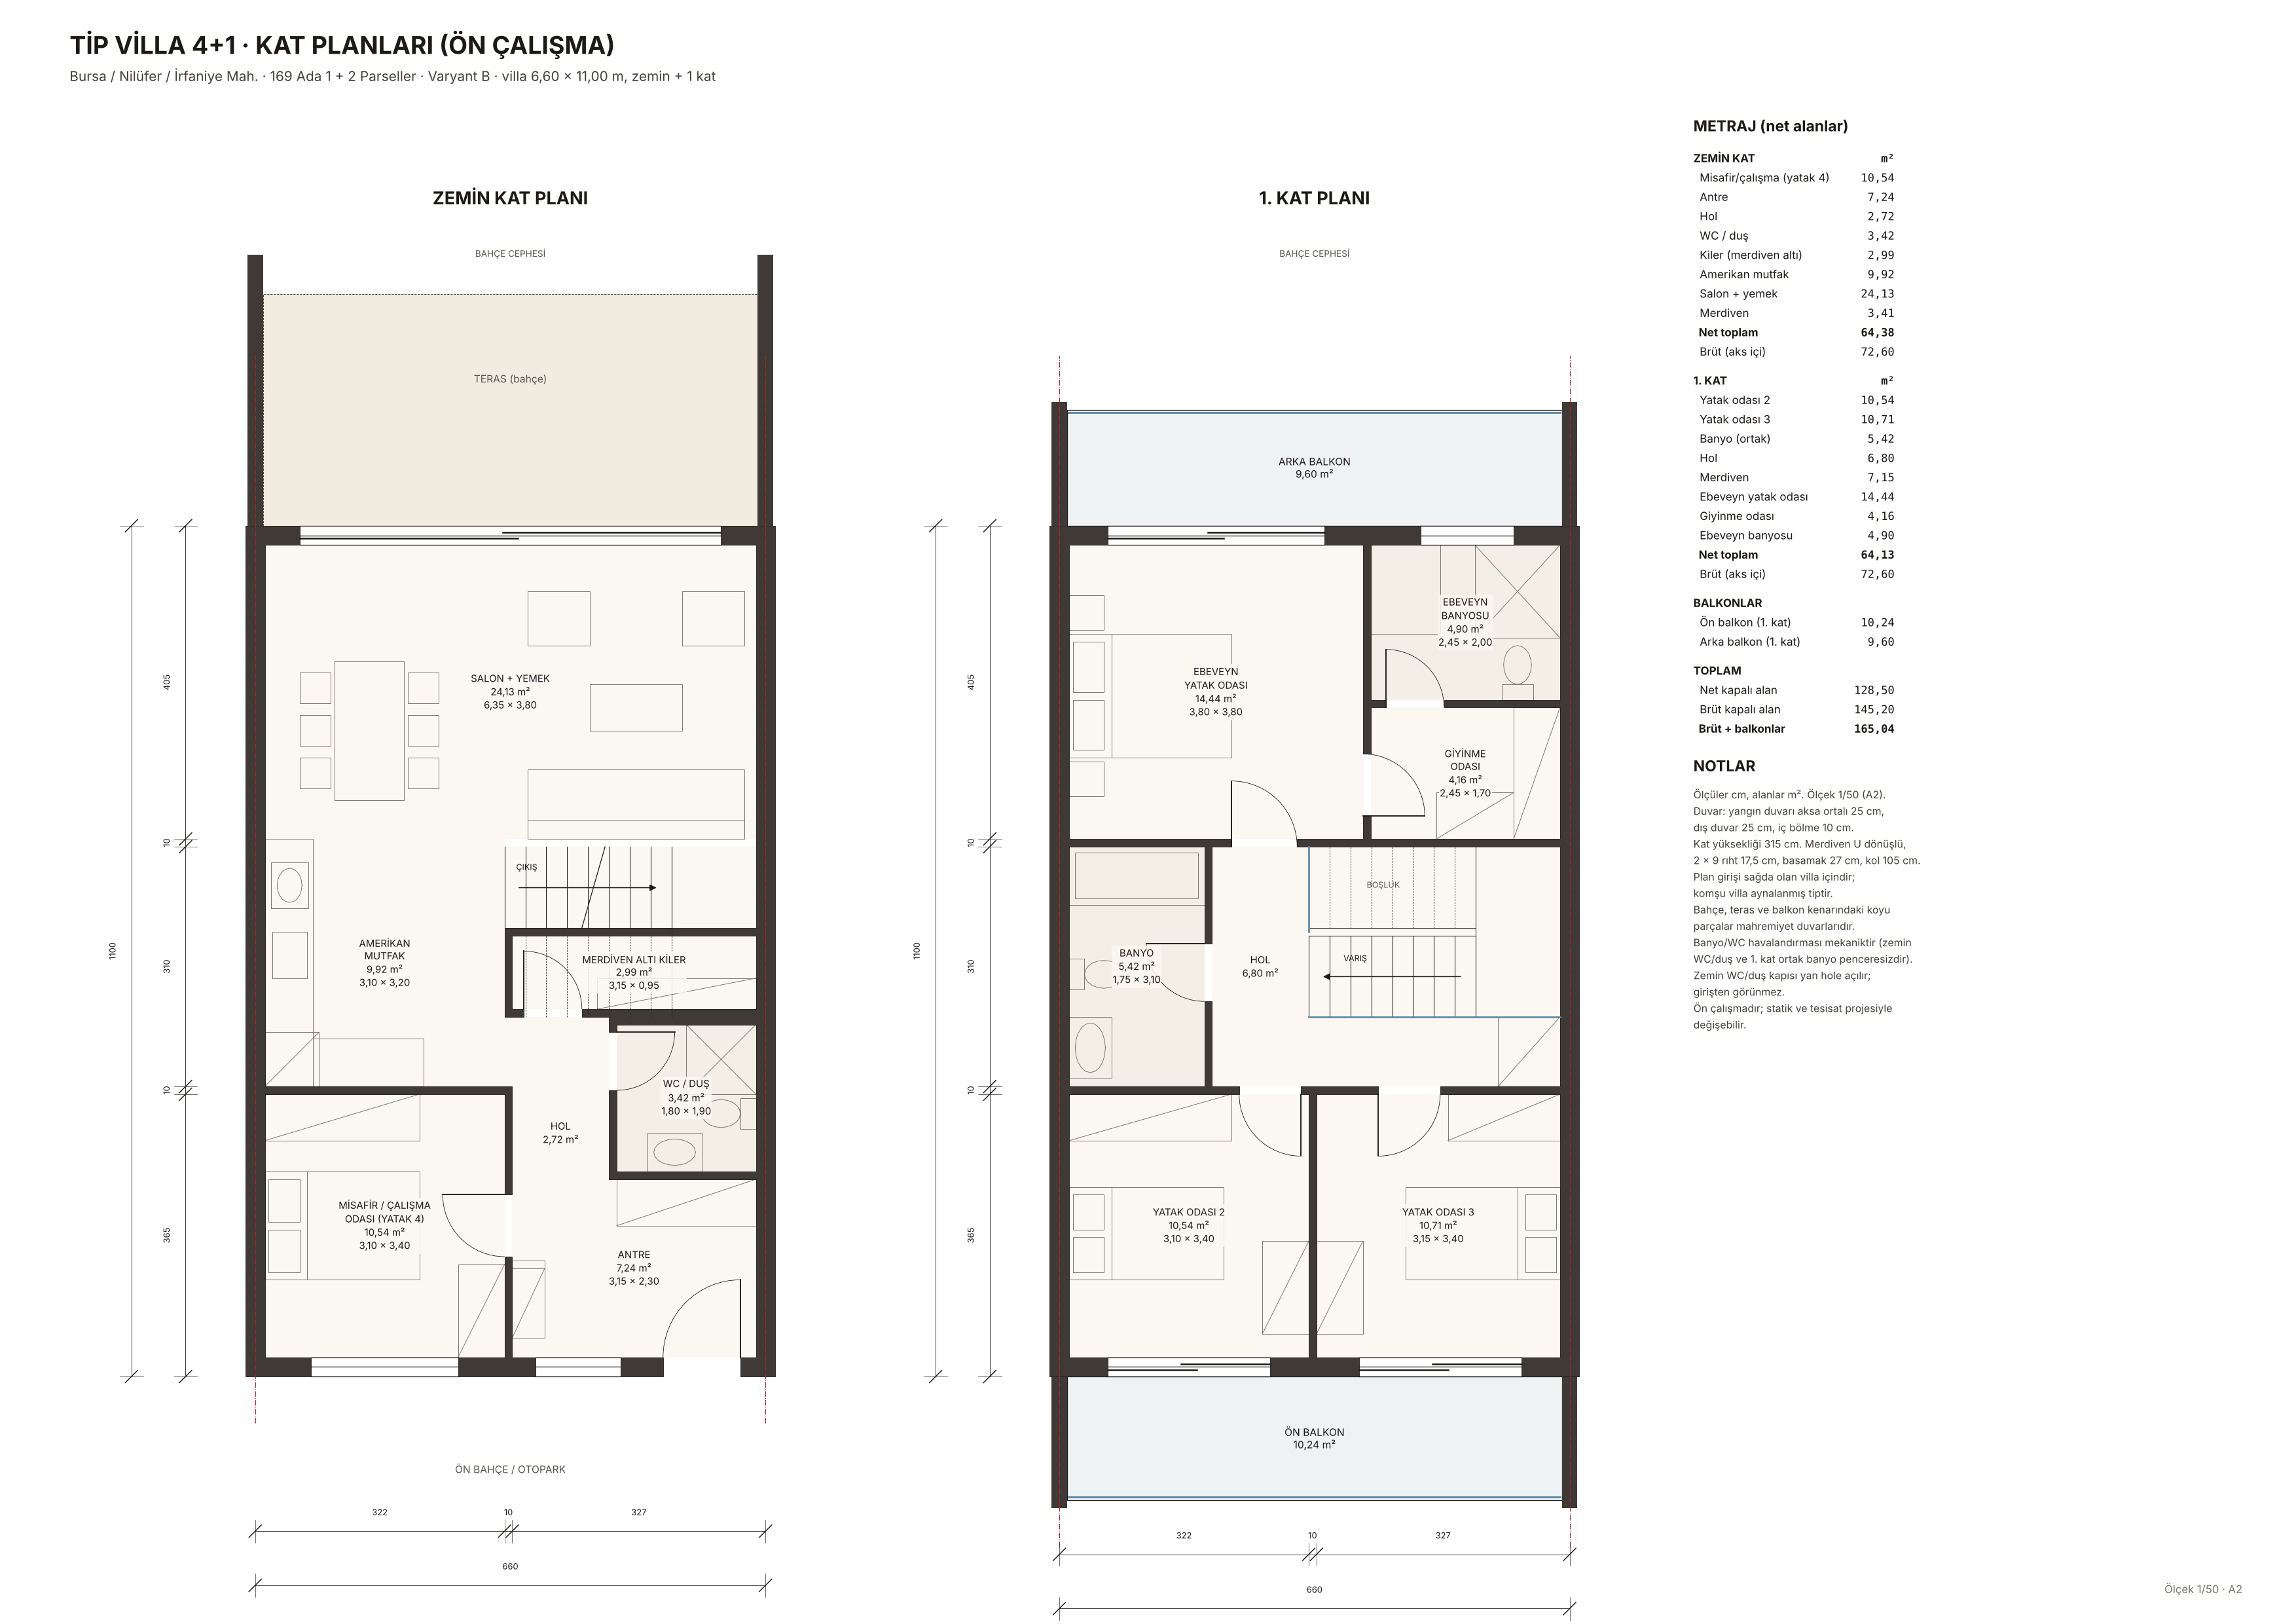 TİP VİLLA 4+1 · KAT PLANLARI (ÖN ÇALIŞMA)
Bursa / Nilüfer / İrfaniye Mah. · 169 Ada 1 + 2 Parseller · Varyant B · villa 6,60 × 11,00 m, zemin + 1 kat
ZEMİN KAT PLANI
BAHÇE CEPHESİ
TERAS (bahçe)
SALON + YEMEK
24,13 m²
6,35 × 3,80
ÇIKIŞ
AMERİKAN
MUTFAK
9,92 m²
3,10 × 3,20
MERDİVEN ALTI KİLER
2,99 m²
3,15 × 0,95
WC / DUŞ
3,42 m²
1,80 × 1,90
HOL
2,72 m²
MİSAFİR / ÇALIŞMA
ODASI (YATAK 4)
10,54 m²
3,10 × 3,40
ANTRE
7,24 m²
3,15 × 2,30
ÖN BAHÇE / OTOPARK
405
10
310
10
365
1100
322
10
327
660
1. KAT PLANI
BAHÇE CEPHESİ
ARKA BALKON
9,60 m²
EBEVEYN
YATAK ODASI
14,44 m²
3,80 × 3,80
EBEVEYN
BANYOSU
4,90 m²
2,45 × 2,00
GİYİNME
ODASI
4,16 m²
2,45 × 1,70
BOŞLUK
BANYO
5,42 m²
1,75 × 3,10
HOL
6,80 m²
VARIŞ
YATAK ODASI 2
10,54 m²
3,10 × 3,40
YATAK ODASI 3
10,71 m²
3,15 × 3,40
ÖN BALKON
10,24 m²
405
10
310
10
365
1100
322
10
327
660
METRAJ (net alanlar)
ZEMİN KAT m²
Misafir/çalışma (yatak 4) 10,54
Antre 7,24
Hol 2,72
WC / duş 3,42
Kiler (merdiven altı) 2,99
Amerikan mutfak 9,92
Salon + yemek 24,13
Merdiven 3,41
Net toplam 64,38
Brüt (aks içi) 72,60
1. KAT m²
Yatak odası 2 10,54
Yatak odası 3 10,71
Banyo (ortak) 5,42
Hol 6,80
Merdiven 7,15
Ebeveyn yatak odası 14,44
Giyinme odası 4,16
Ebeveyn banyosu 4,90
Net toplam 64,13
Brüt (aks içi) 72,60
BALKONLAR
Ön balkon (1. kat) 10,24
Arka balkon (1. kat) 9,60
TOPLAM
Net kapalı alan 128,50
Brüt kapalı alan 145,20
Brüt + balkonlar 165,04
NOTLAR
Ölçüler cm, alanlar m². Ölçek 1/50 (A2).
Duvar: yangın duvarı aksa ortalı 25 cm,
dış duvar 25 cm, iç bölme 10 cm.
Kat yüksekliği 315 cm. Merdiven U dönüşlü,
2 × 9 rıht 17,5 cm, basamak 27 cm, kol 105 cm.
Plan girişi sağda olan villa içindir;
komşu villa aynalanmış tiptir.
Bahçe, teras ve balkon kenarındaki koyu
parçalar mahremiyet duvarlarıdır.
Banyo/WC havalandırması mekaniktir (zemin
WC/duş ve 1. kat ortak banyo penceresizdir).
Zemin WC/duş kapısı yan hole açılır;
girişten görünmez.
Ön çalışmadır; statik ve tesisat projesiyle
değişebilir.
Ölçek 1/50 · A2